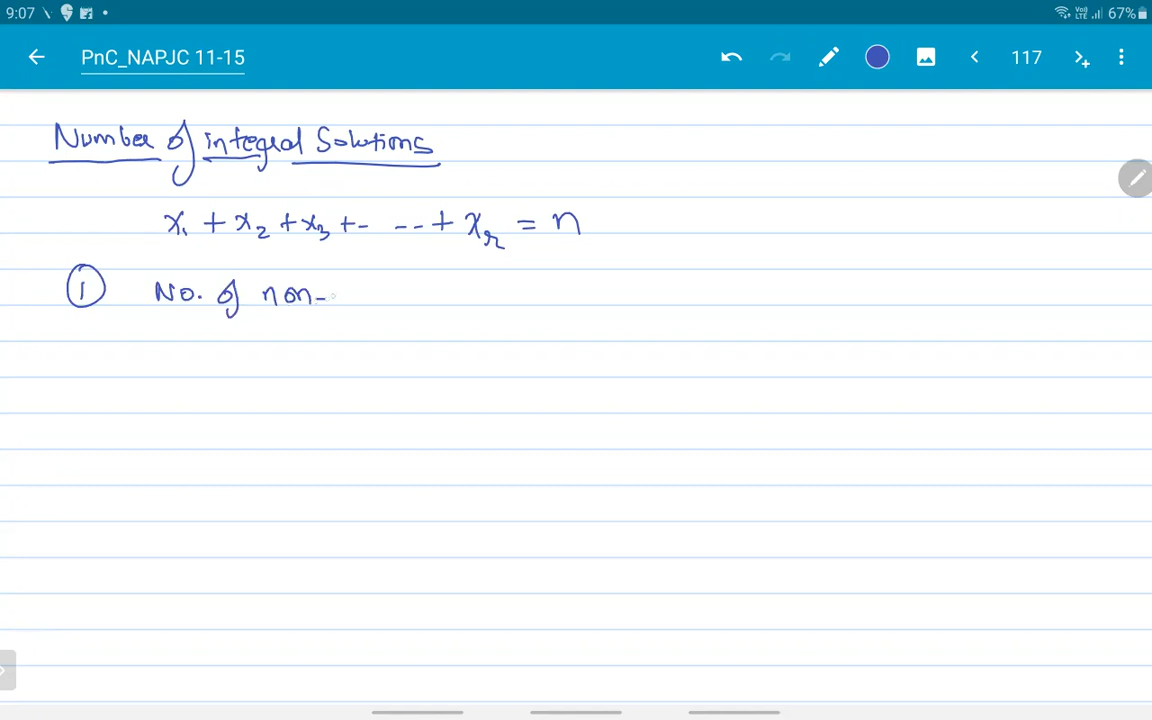 9:07 67%
PnC_NAPJC 11-15 117
Number of integral Solutions
x₁ + x₂ + x₃ + - - - - + xᵣ = n
① No. of non-